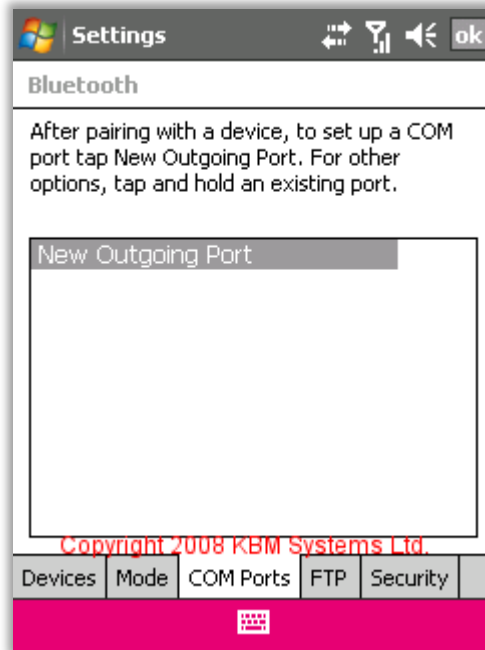 Settings ok
Bluetooth
After pairing with a device, to set up a COM
port tap New Outgoing Port. For other
options, tap and hold an existing port.
New Outgoing Port
Copyright 2008 KBM Systems Ltd.
Devices Mode COM Ports FTP Security